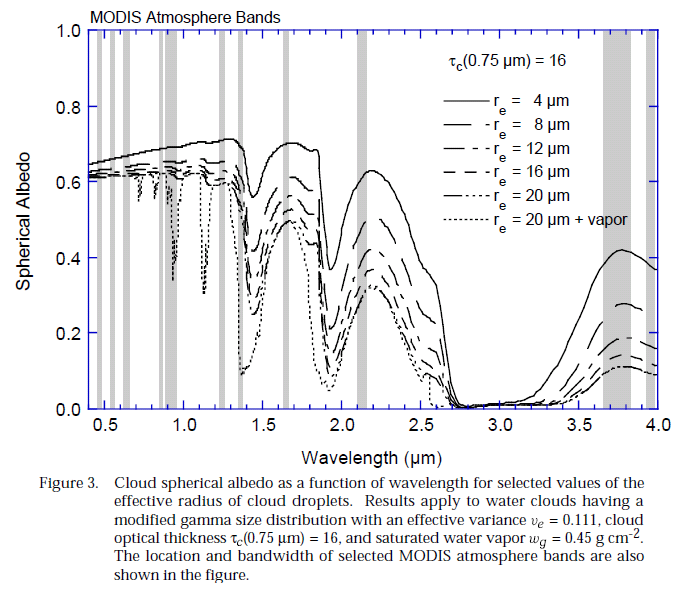 MODIS Atmosphere Bands
1.0
0.8
0.6
0.4
0.2
0.0
Spherical Albedo
τc(0.75 µm) = 16
re = 4 µm
re = 8 µm
re = 12 µm
re = 16 µm
re = 20 µm
re = 20 µm + vapor
0.5 1.0 1.5 2.0 2.5 3.0 3.5 4.0
Wavelength (µm)
Figure 3. Cloud spherical albedo as a function of wavelength for selected values of the
effective radius of cloud droplets. Results apply to water clouds having a
modified gamma size distribution with an effective variance υe = 0.111, cloud
optical thickness τc(0.75 µm) = 16, and saturated water vapor wg = 0.45 g cm-2.
The location and bandwidth of selected MODIS atmosphere bands are also
shown in the figure.